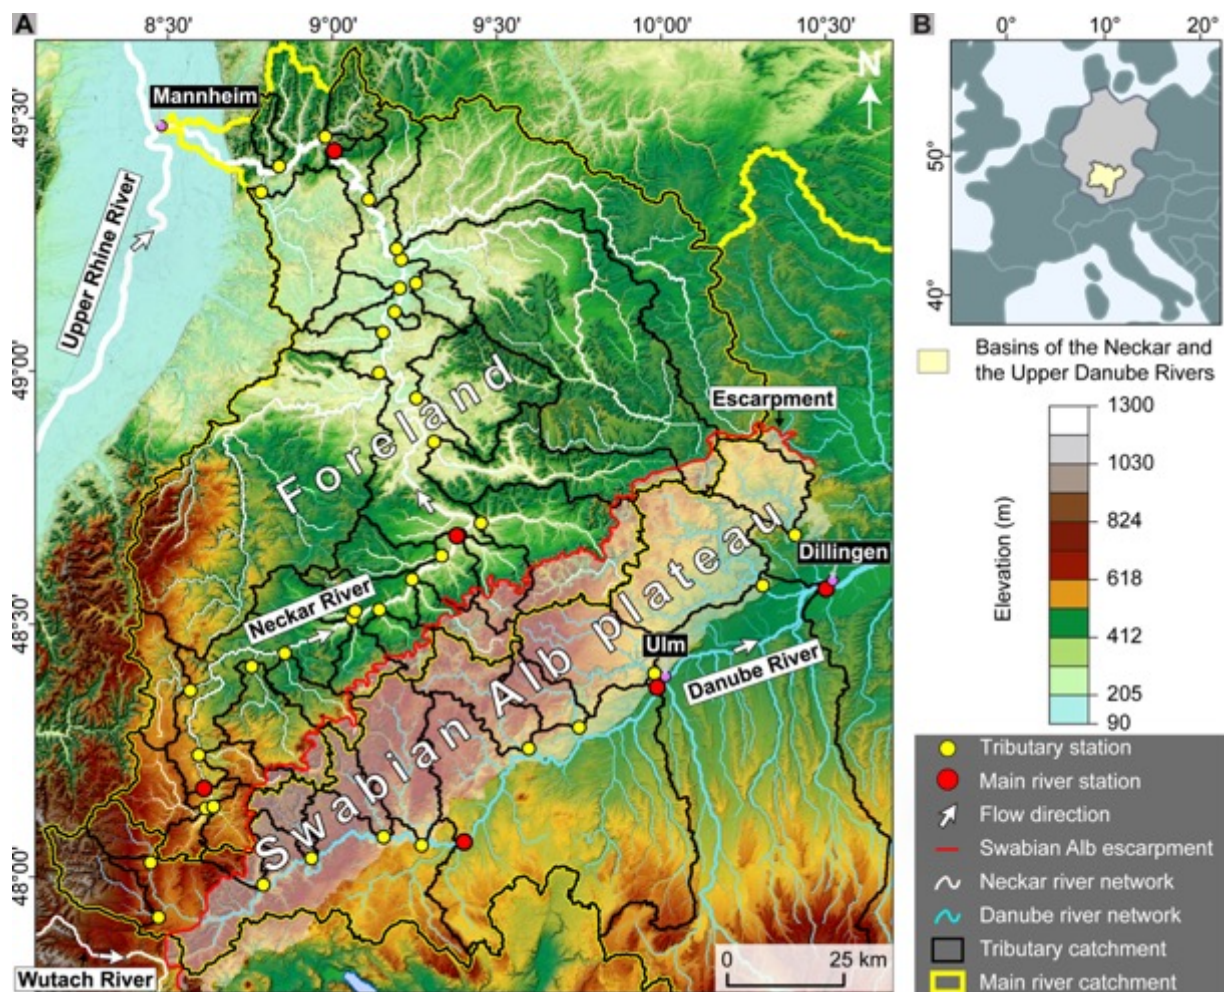 A
8°30'
9°00'
9°30'
10°00'
10°30'
B
0°
10°
20°
N
Mannheim
49°30'
50°
40°
Upper Rhine River
49°00'
Foreland
Escarpment
Basins of the Neckar and
the Upper Danube Rivers
Elevation (m)
1300
1030
824
618
412
205
90
Neckar River
48°30'
Dillingen
Ulm
Danube River
Swabian Alb plateau
48°00'
Wutach River
0
25 km
Tributary station
Main river station
Flow direction
Swabian Alb escarpment
Neckar river network
Danube river network
Tributary catchment
Main river catchment